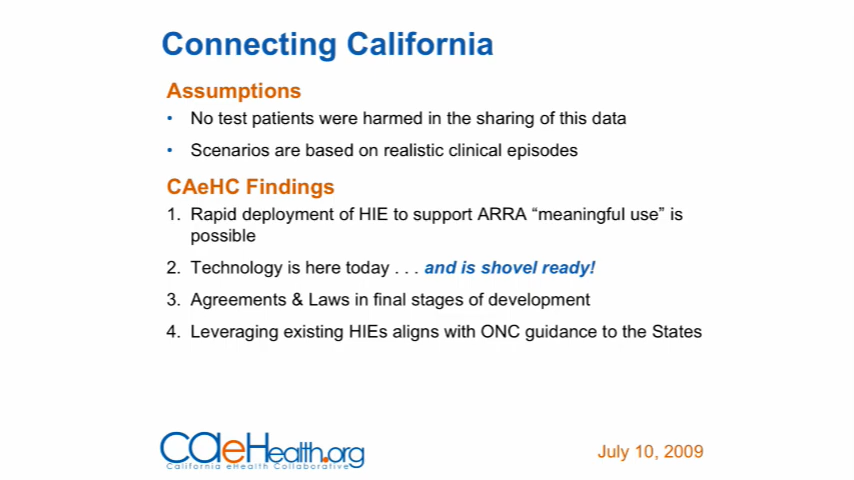 Connecting California
Assumptions
• No test patients were harmed in the sharing of this data
• Scenarios are based on realistic clinical episodes
CAeHC Findings
1. Rapid deployment of HIE to support ARRA “meaningful use” is
possible
2. Technology is here today . . . and is shovel ready!
3. Agreements & Laws in final stages of development
4. Leveraging existing HIEs aligns with ONC guidance to the States
CAeHealth.org
California eHealth Collaborative
July 10, 2009